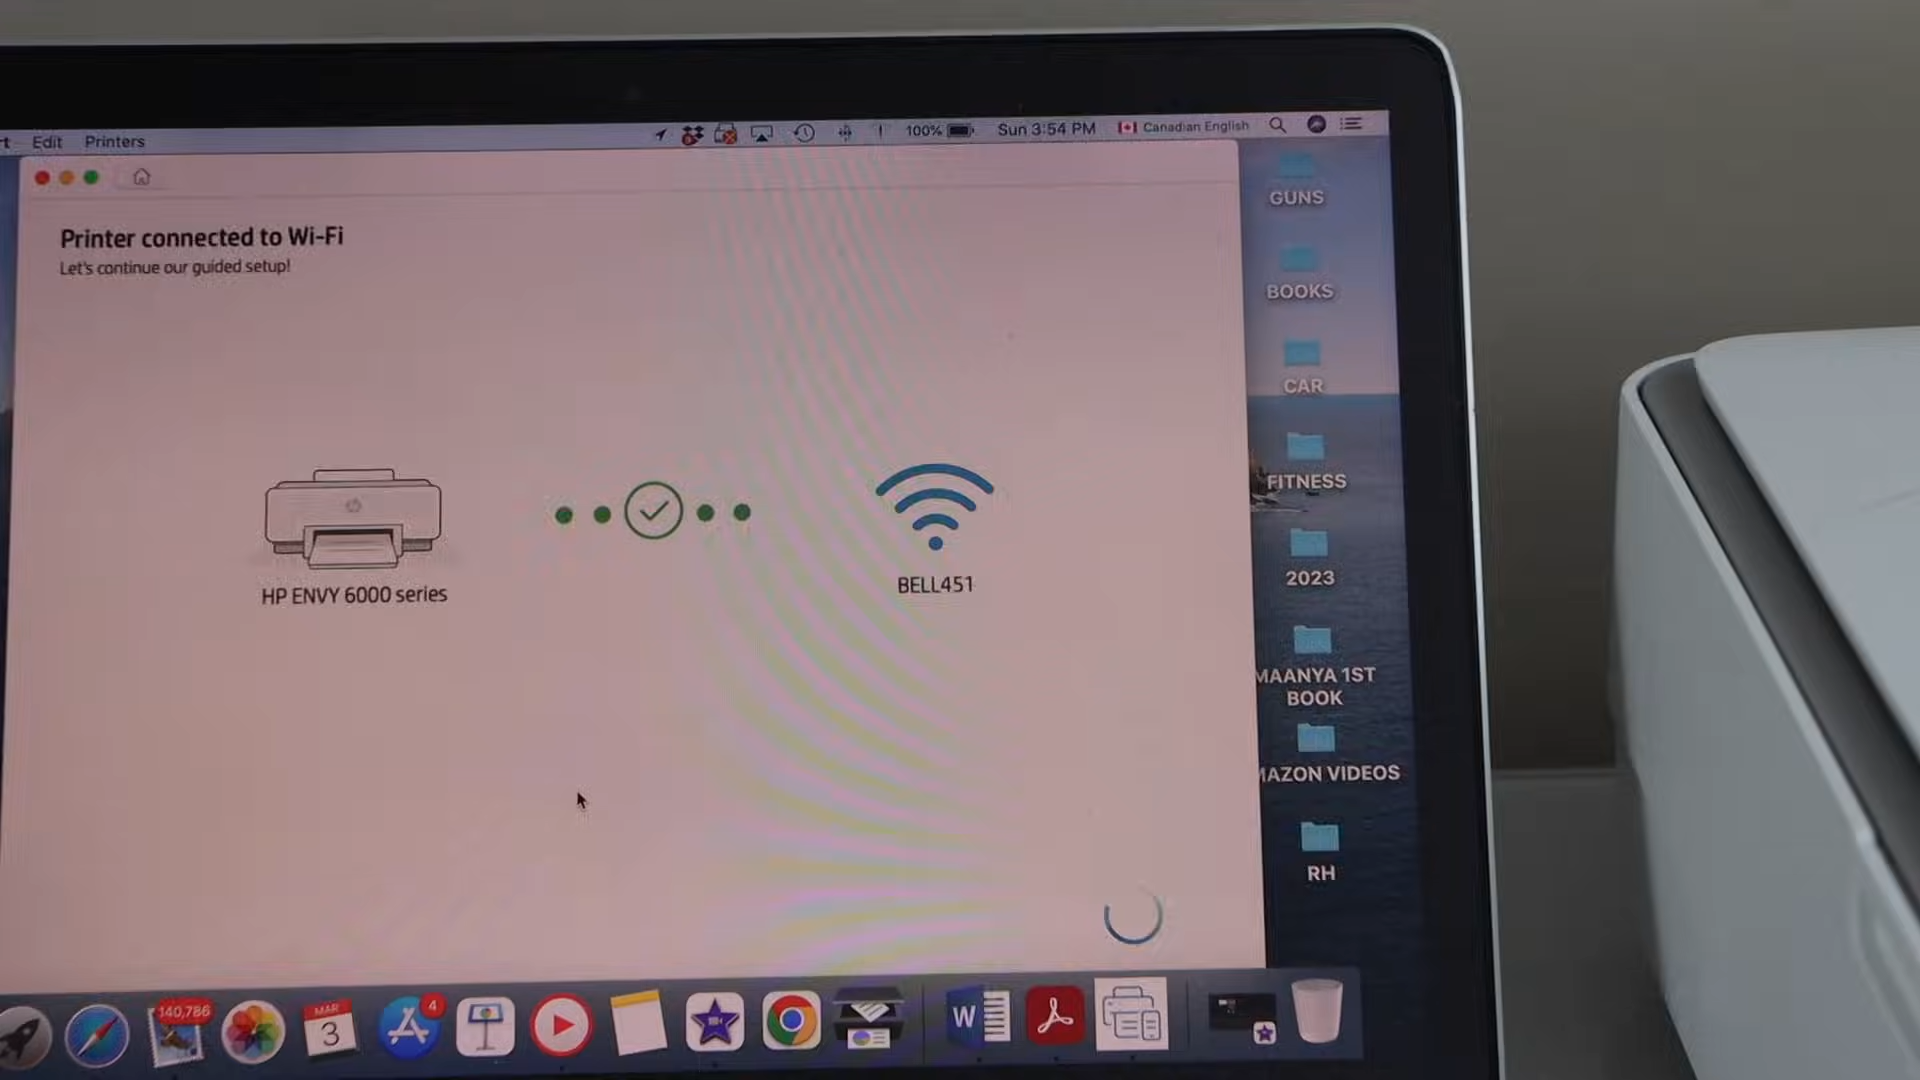 Edit Printers
100% Sun 3:54 PM Canadian English
Printer connected to Wi-Fi
Let's continue our guided setup!
HP ENVY 6000 series
BELL451
GUNS
BOOKS
CAR
FITNESS
2023
MAANYA 1ST
BOOK
MAZON VIDEOS
RH
140,786
MAR
3
4
W